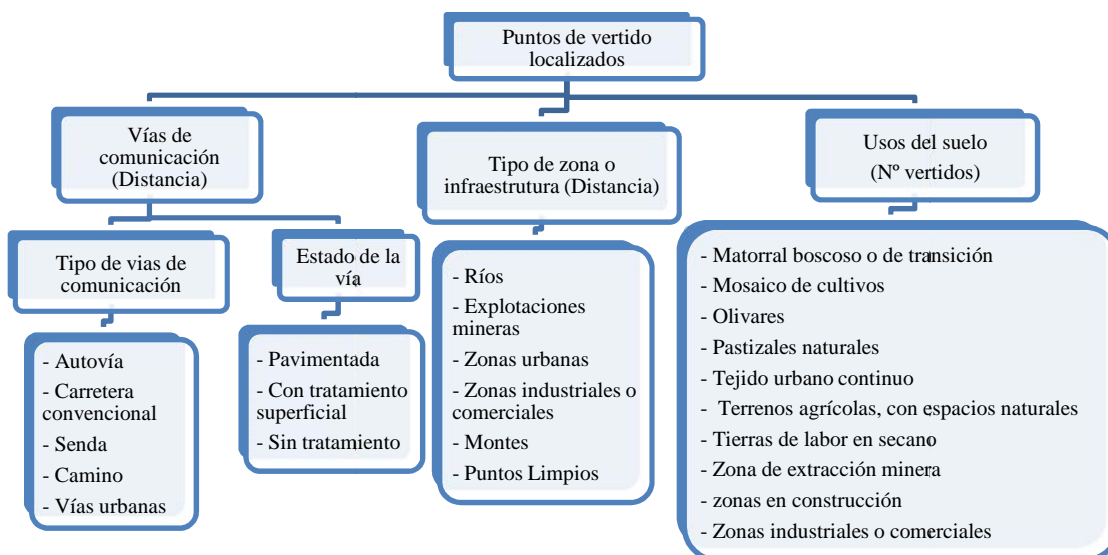 Puntos de vertido
localizados
Vías de
comunicación
(Distancia)
Tipo de zona o
infraestrutura (Distancia)
Usos del suelo
(Nº vertidos)
Tipo de vias de
comunicación
Estado de la
vía
- Autovía
- Carretera
convencional
- Senda
- Camino
- Vías urbanas
- Pavimentada
- Con tratamiento
superficial
- Sin tratamiento
- Ríos
- Explotaciones
mineras
- Zonas urbanas
- Zonas industriales o
comerciales
- Montes
- Puntos Limpios
- Matorral boscoso o de transición
- Mosaico de cultivos
- Olivares
- Pastizales naturales
- Tejido urbano continuo
- Terrenos agrícolas, con espacios naturales
- Tierras de labor en secano
- Zona de extracción minera
- zonas en construcción
- Zonas industriales o comerciales